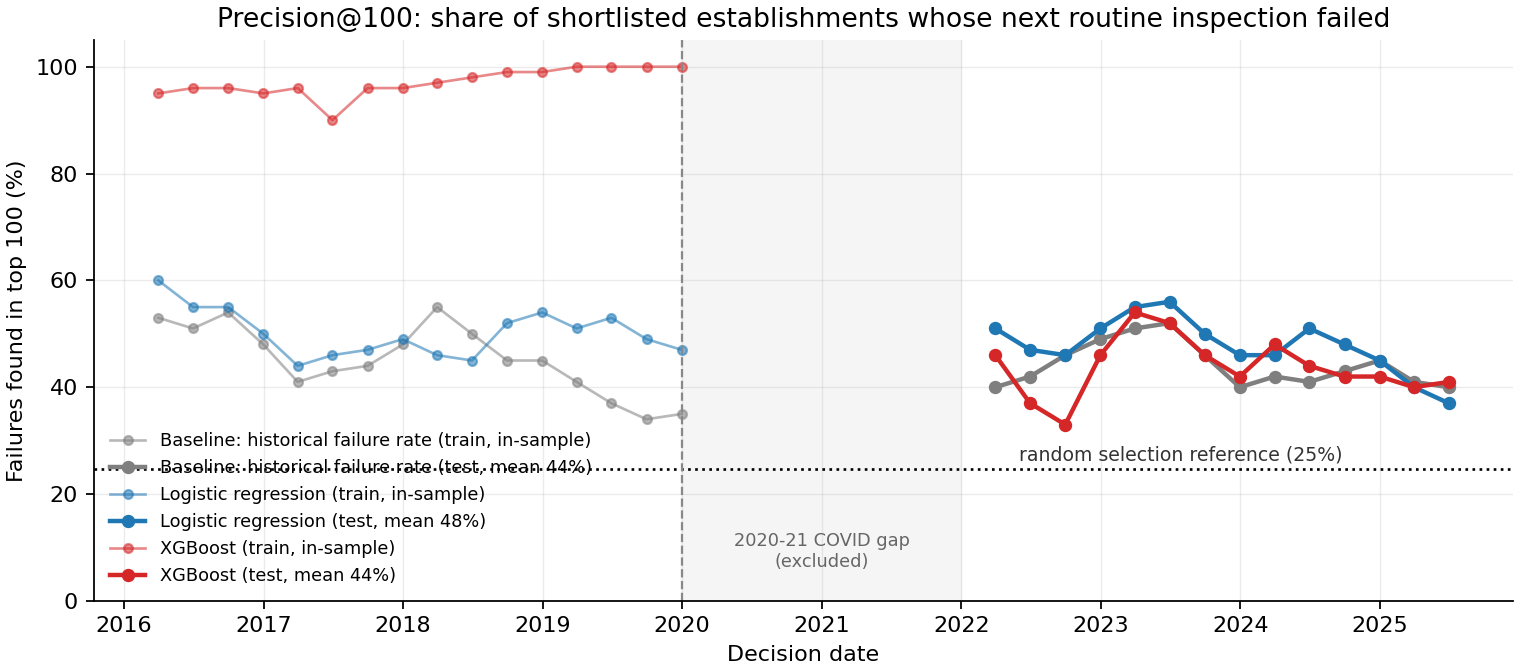 Precision@100: share of shortlisted establishments whose next routine inspection failed
Failures found in top 100 (%)
100
80
60
40
20
0
Baseline: historical failure rate (train, in-sample)
Baseline: historical failure rate (test, mean 44%)
Logistic regression (train, in-sample)
Logistic regression (test, mean 48%)
XGBoost (train, in-sample)
XGBoost (test, mean 44%)
random selection reference (25%)
2020-21 COVID gap
(excluded)
2016 2017 2018 2019 2020 2021 2022 2023 2024 2025
Decision date